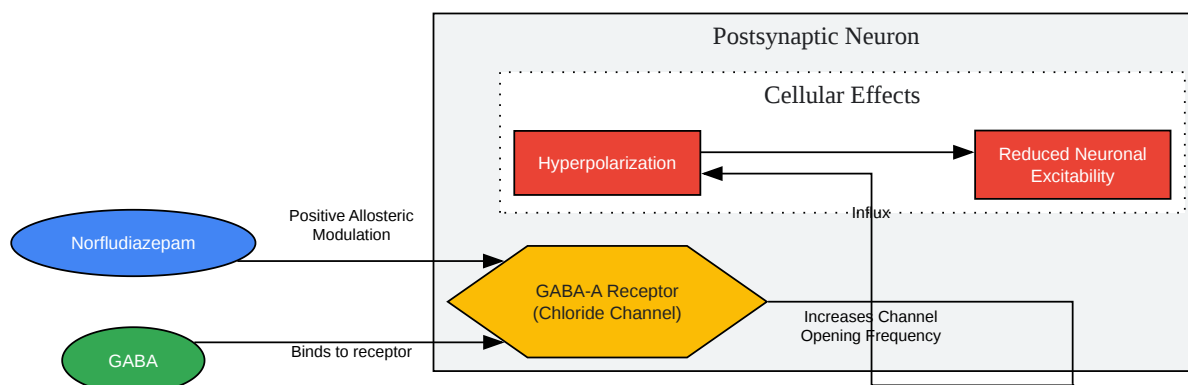 Postsynaptic Neuron
Cellular Effects
Hyperpolarization
Reduced Neuronal
Excitability
Influx
Positive Allosteric
Modulation
Norfludiazepam
GABA-A Receptor
(Chloride Channel)
Increases Channel
Opening Frequency
Binds to receptor
GABA